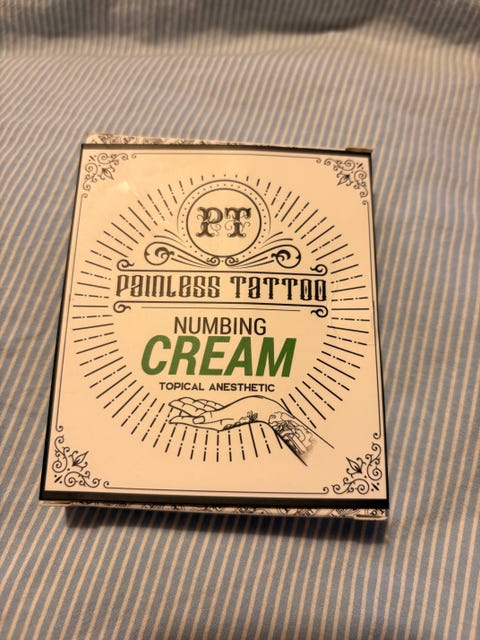 PT
PAINLESS TATTOO
NUMBING
CREAM
TOPICAL ANESTHETIC